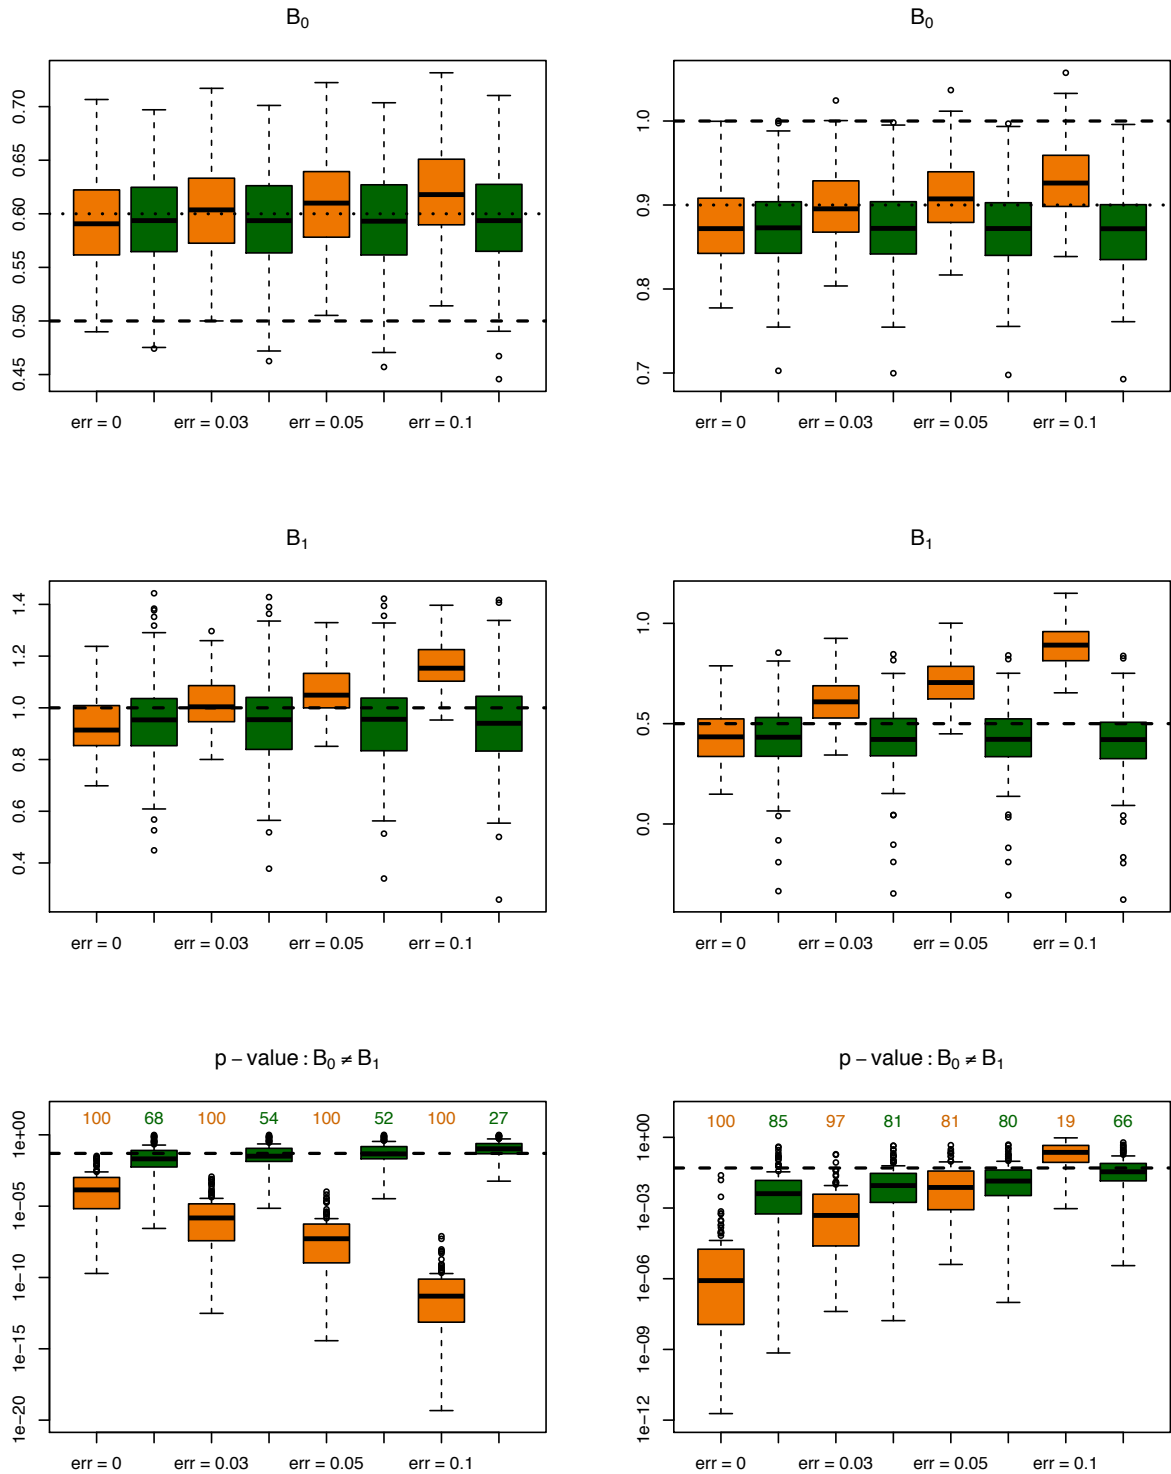 B0
0.70
0.65
0.60
0.55
0.50
0.45
err = 0 err = 0.03 err = 0.05 err = 0.1
B0
1.0
0.9
0.8
0.7
err = 0 err = 0.03 err = 0.05 err = 0.1
B1
1.4
1.2
1.0
0.8
0.6
0.4
err = 0 err = 0.03 err = 0.05 err = 0.1
B1
1.0
0.5
0.0
err = 0 err = 0.03 err = 0.05 err = 0.1
p − value : B0 ≠ B1
100 68 100 54 100 52 100 27
1e+00
1e−05
1e−10
1e−15
1e−20
err = 0 err = 0.03 err = 0.05 err = 0.1
p − value : B0 ≠ B1
100 85 97 81 81 80 19 66
1e+00
1e−03
1e−06
1e−09
1e−12
err = 0 err = 0.03 err = 0.05 err = 0.1